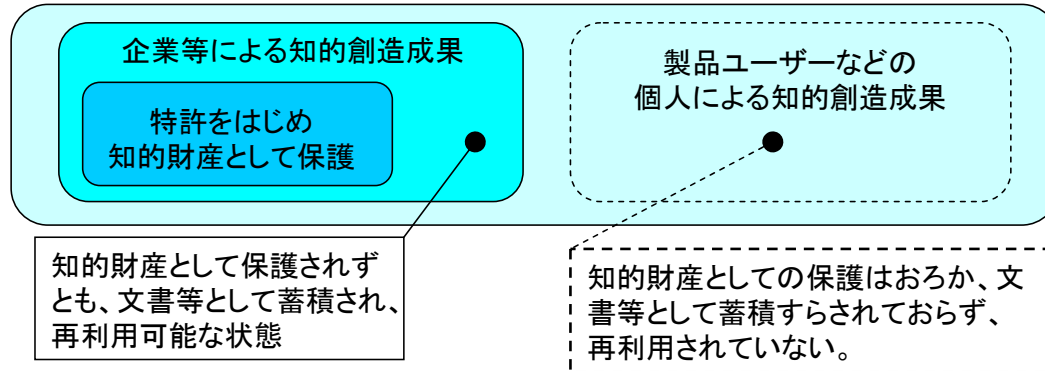 企業等による知的創造成果
特許をはじめ
知的財産として保護
製品ユーザーなどの
個人による知的創造成果
知的財産として保護されず
とも、文書等として蓄積され、
再利用可能な状態
知的財産としての保護はおろか、文
書等として蓄積すらされておらず、
再利用されていない。